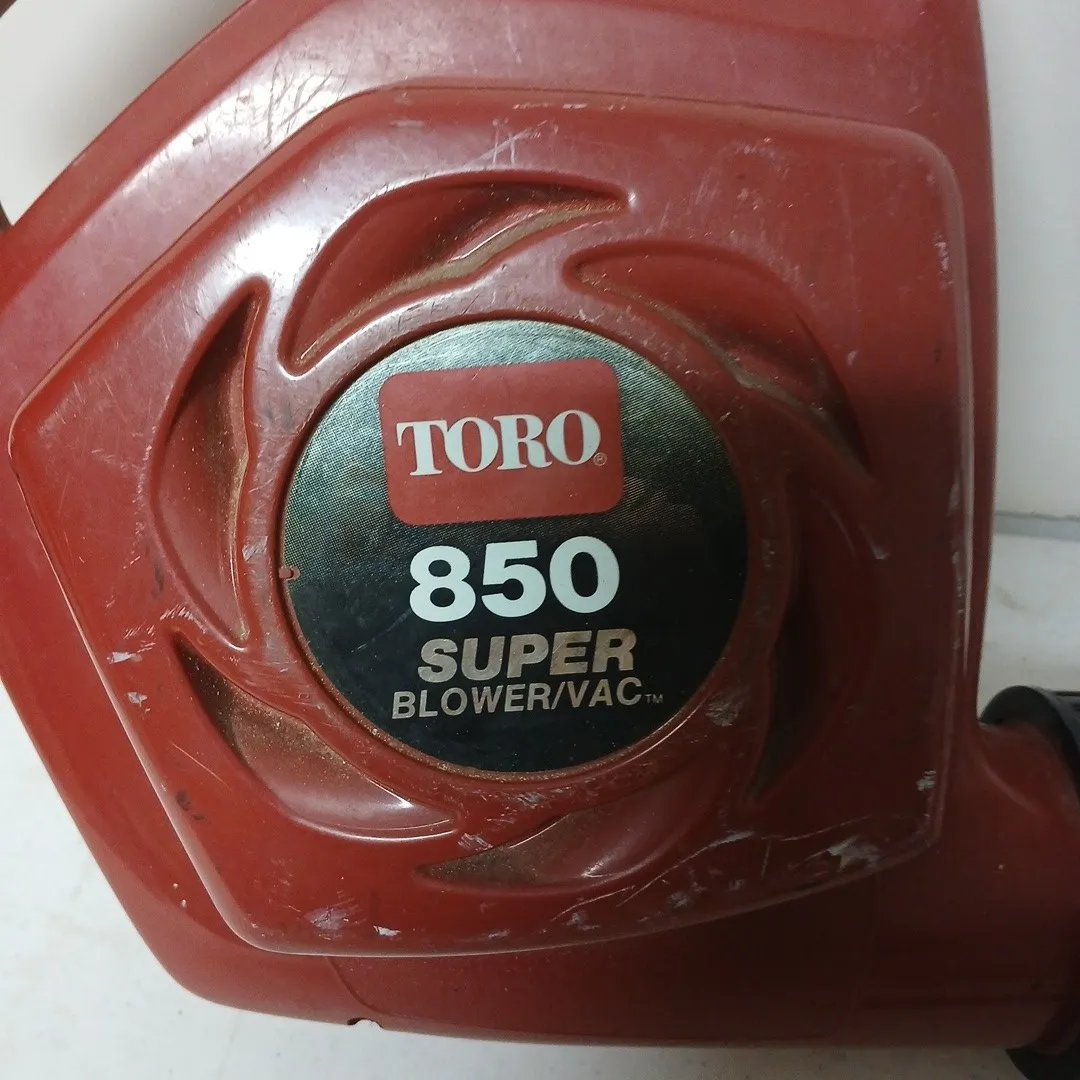 TORO®
850
SUPER
BLOWER/VAC™